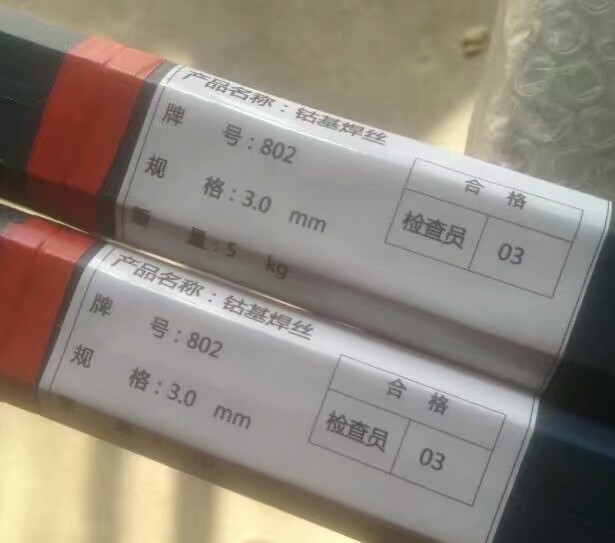 产品名称：钴基焊丝
牌 号：802
规 格：3.0 mm
重 量：5 kg
合 格
检查员 03
产品名称：钴基焊丝
牌 号：802
规 格：3.0 mm
合 格
检查员 03